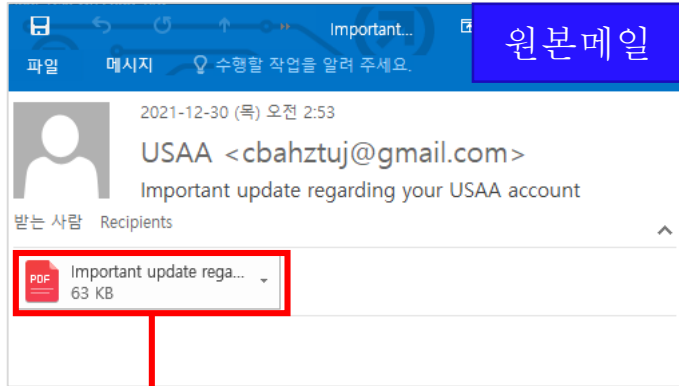 Important...
원본메일
파일 메시지 수행할 작업을 알려 주세요.
2021-12-30 (목) 오전 2:53
USAA <cbahztuj@gmail.com>
Important update regarding your USAA account
받는 사람 Recipients
PDF
Important update rega...
63 KB